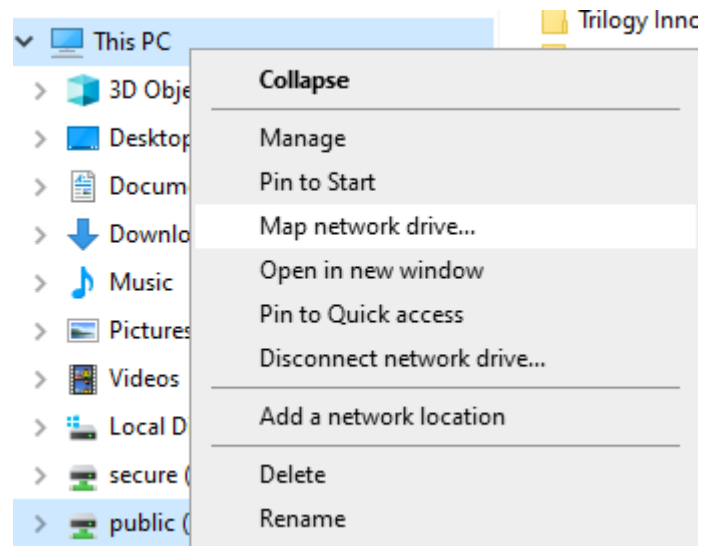 This PC
3D Obje
Desktop
Docum
Downlo
Music
Pictures
Videos
Local D
secure (
public (
Collapse
Manage
Pin to Start
Map network drive...
Open in new window
Pin to Quick access
Disconnect network drive...
Add a network location
Delete
Rename
Trilogy Inno